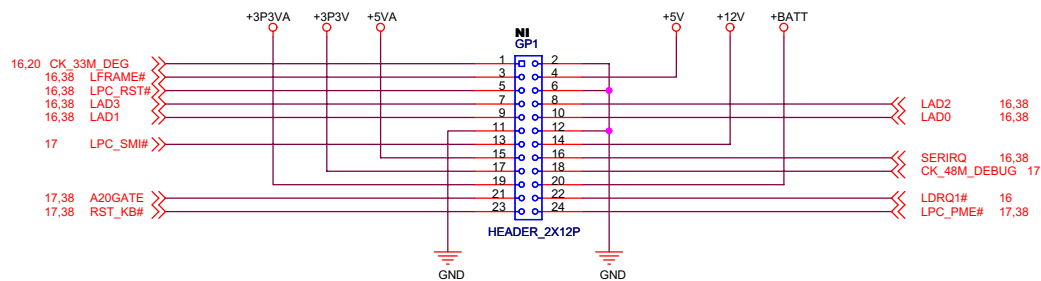 +3P3VA +3P3V +5VA +5V +12V +BATT
NI
GP1
16,20 CK_33M_DEG 1 2
16,38 LFRAME# 3 4
16,38 LPC_RST# 5 6
16,38 LAD3 7 8 LAD2 16,38
16,38 LAD1 9 10 LAD0 16,38
11 12
17 LPC_SMI# 13 14
15 16 SERIRQ 16,38
17 18 CK_48M_DEBUG 17
19 20
17,38 A20GATE 21 22 LDRQ1# 16
17,38 RST_KB# 23 24 LPC_PME# 17,38
HEADER_2X12P
GND GND